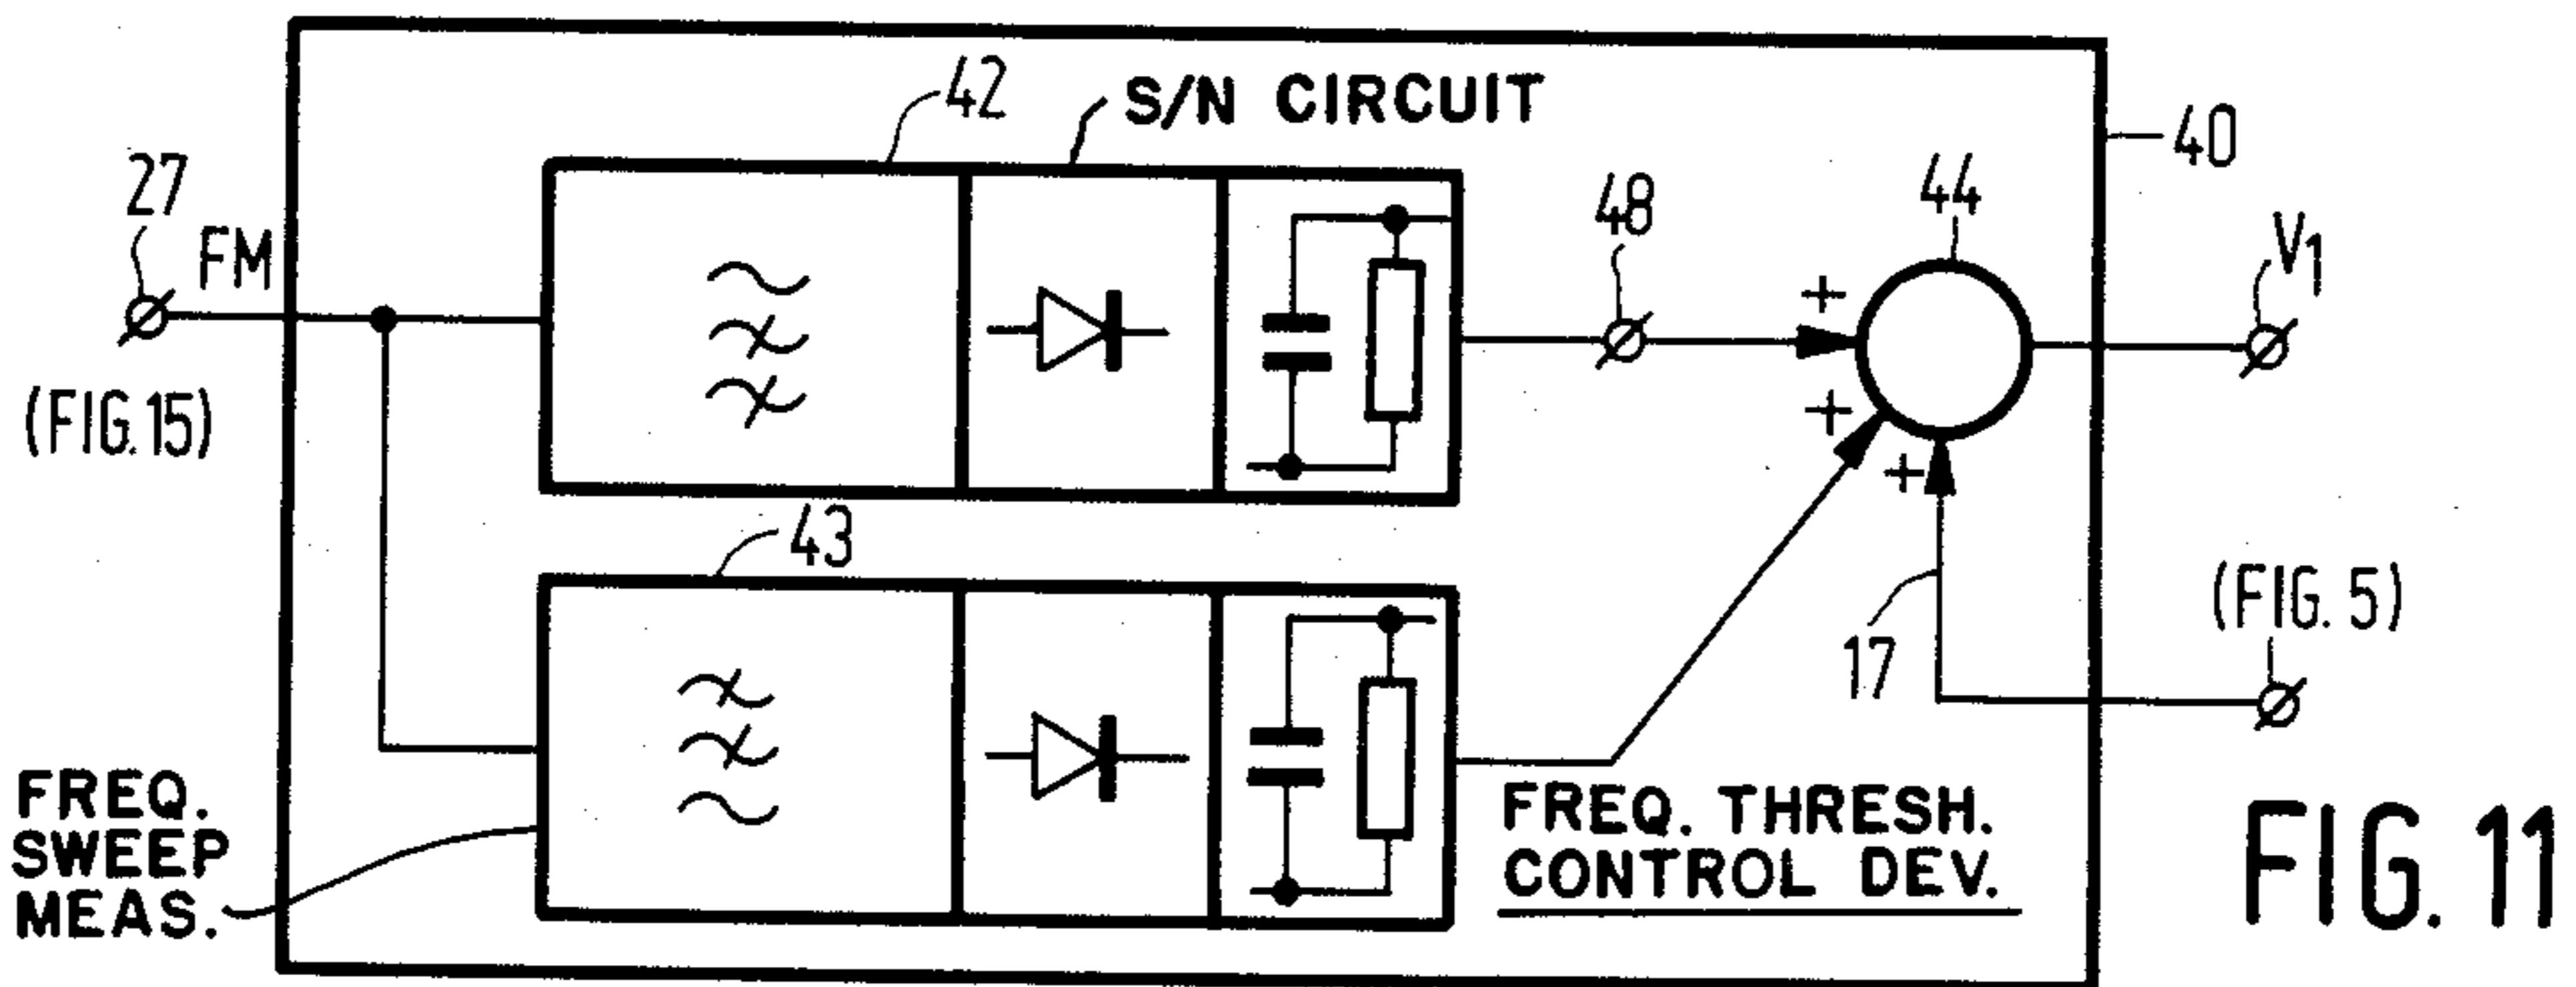 42
S/N CIRCUIT
40
27
FM
48
44
V1
+
(FIG. 15)
+
+
43
17
(FIG. 5)
FREQ.
SWEEP
MEAS.
FREQ. THRESH.
CONTROL DEV.
FIG. 11